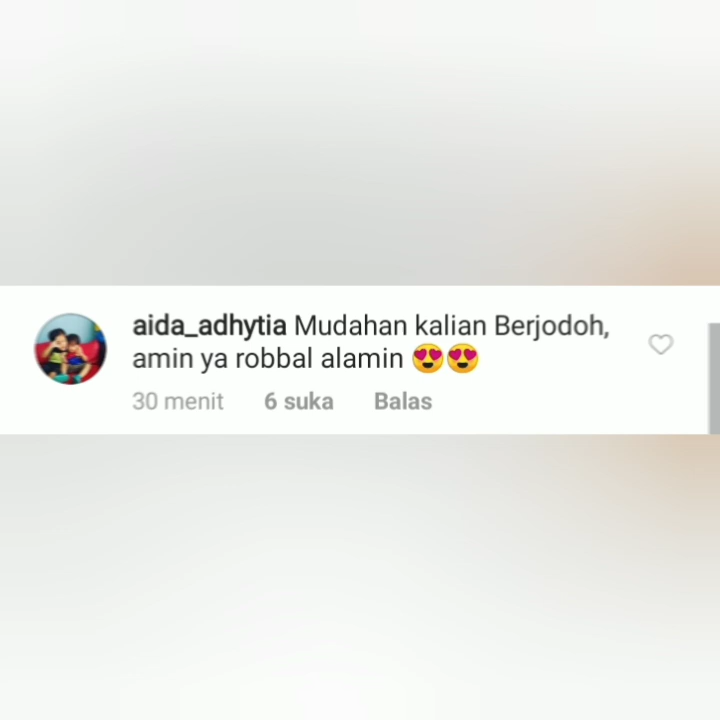 aida_adhytia Mudahan kalian Berjodoh,
amin ya robbal alamin 😍😍
30 menit 6 suka Balas